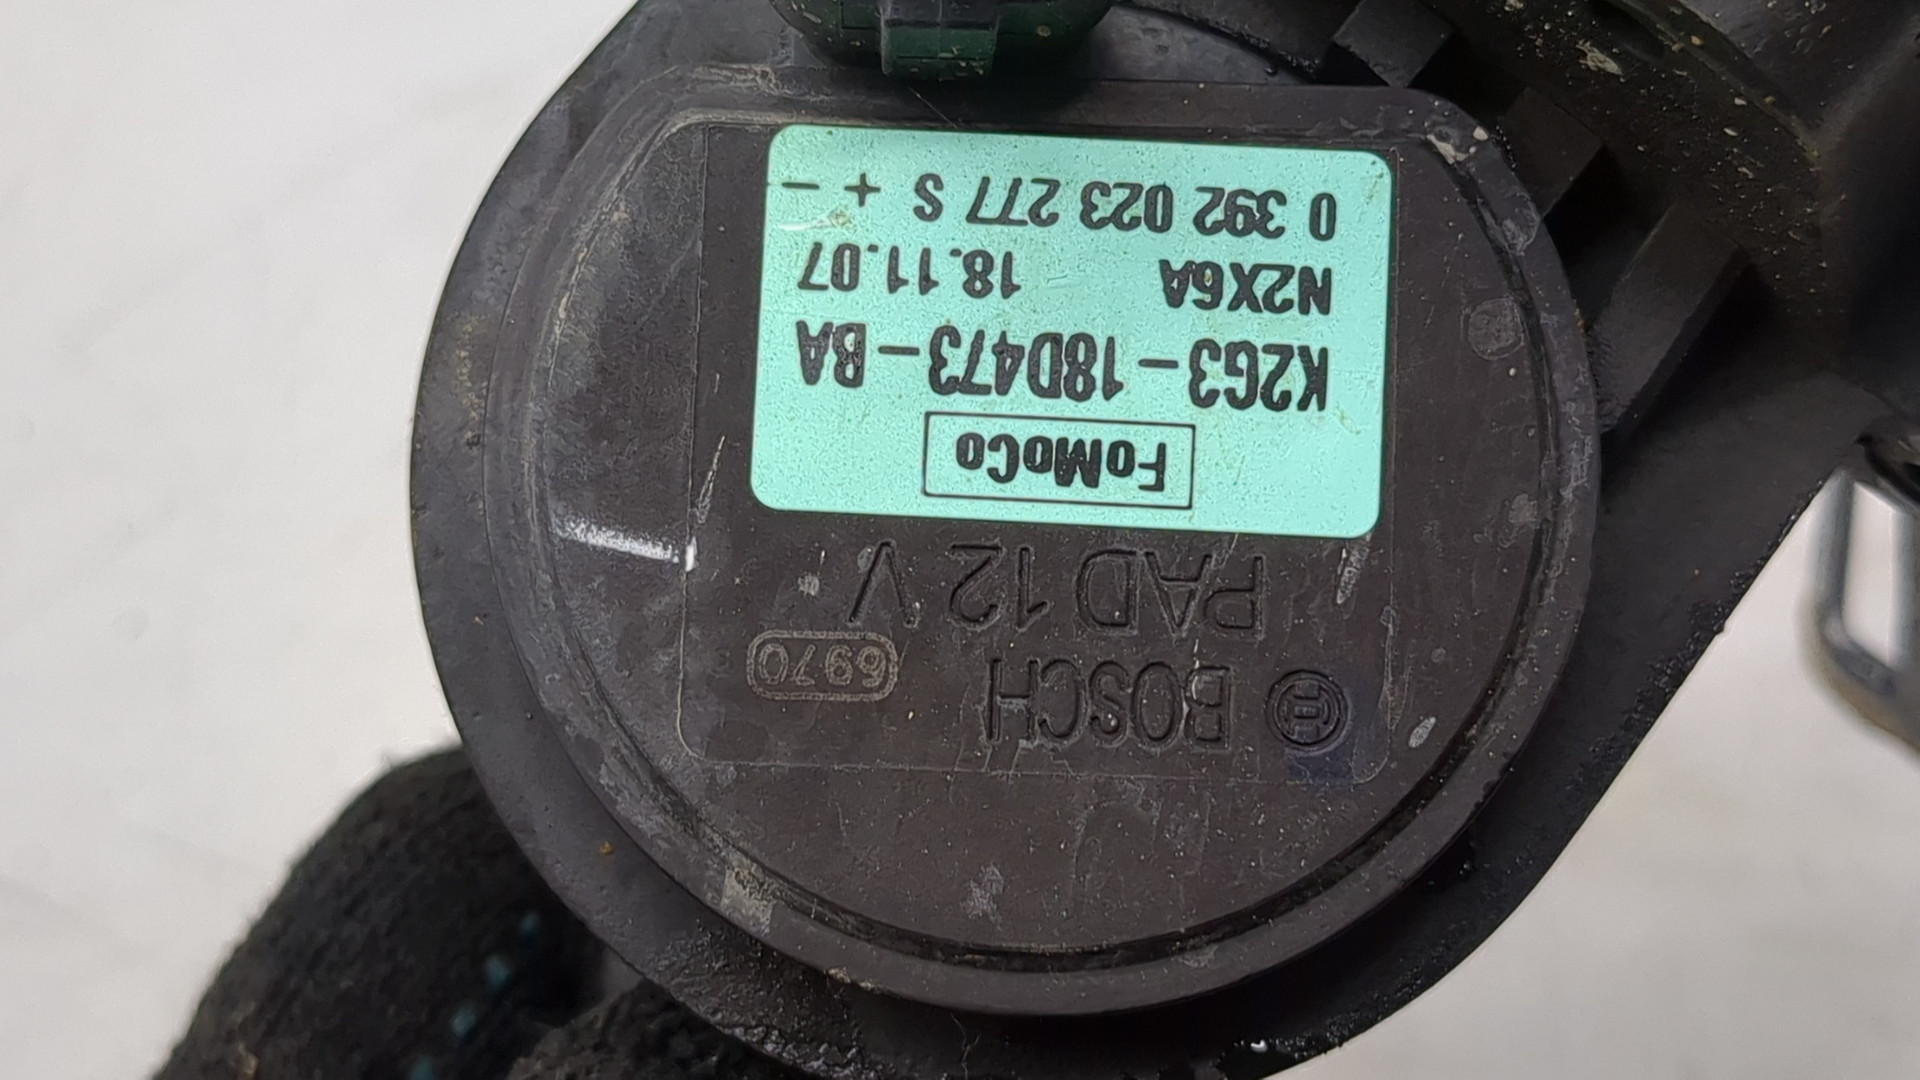 BOSCH 6970
PAD 12 V
FoMoCo
K2G3-18D473-BA
N2X6A 18.11.07
0 392 023 277 S + -